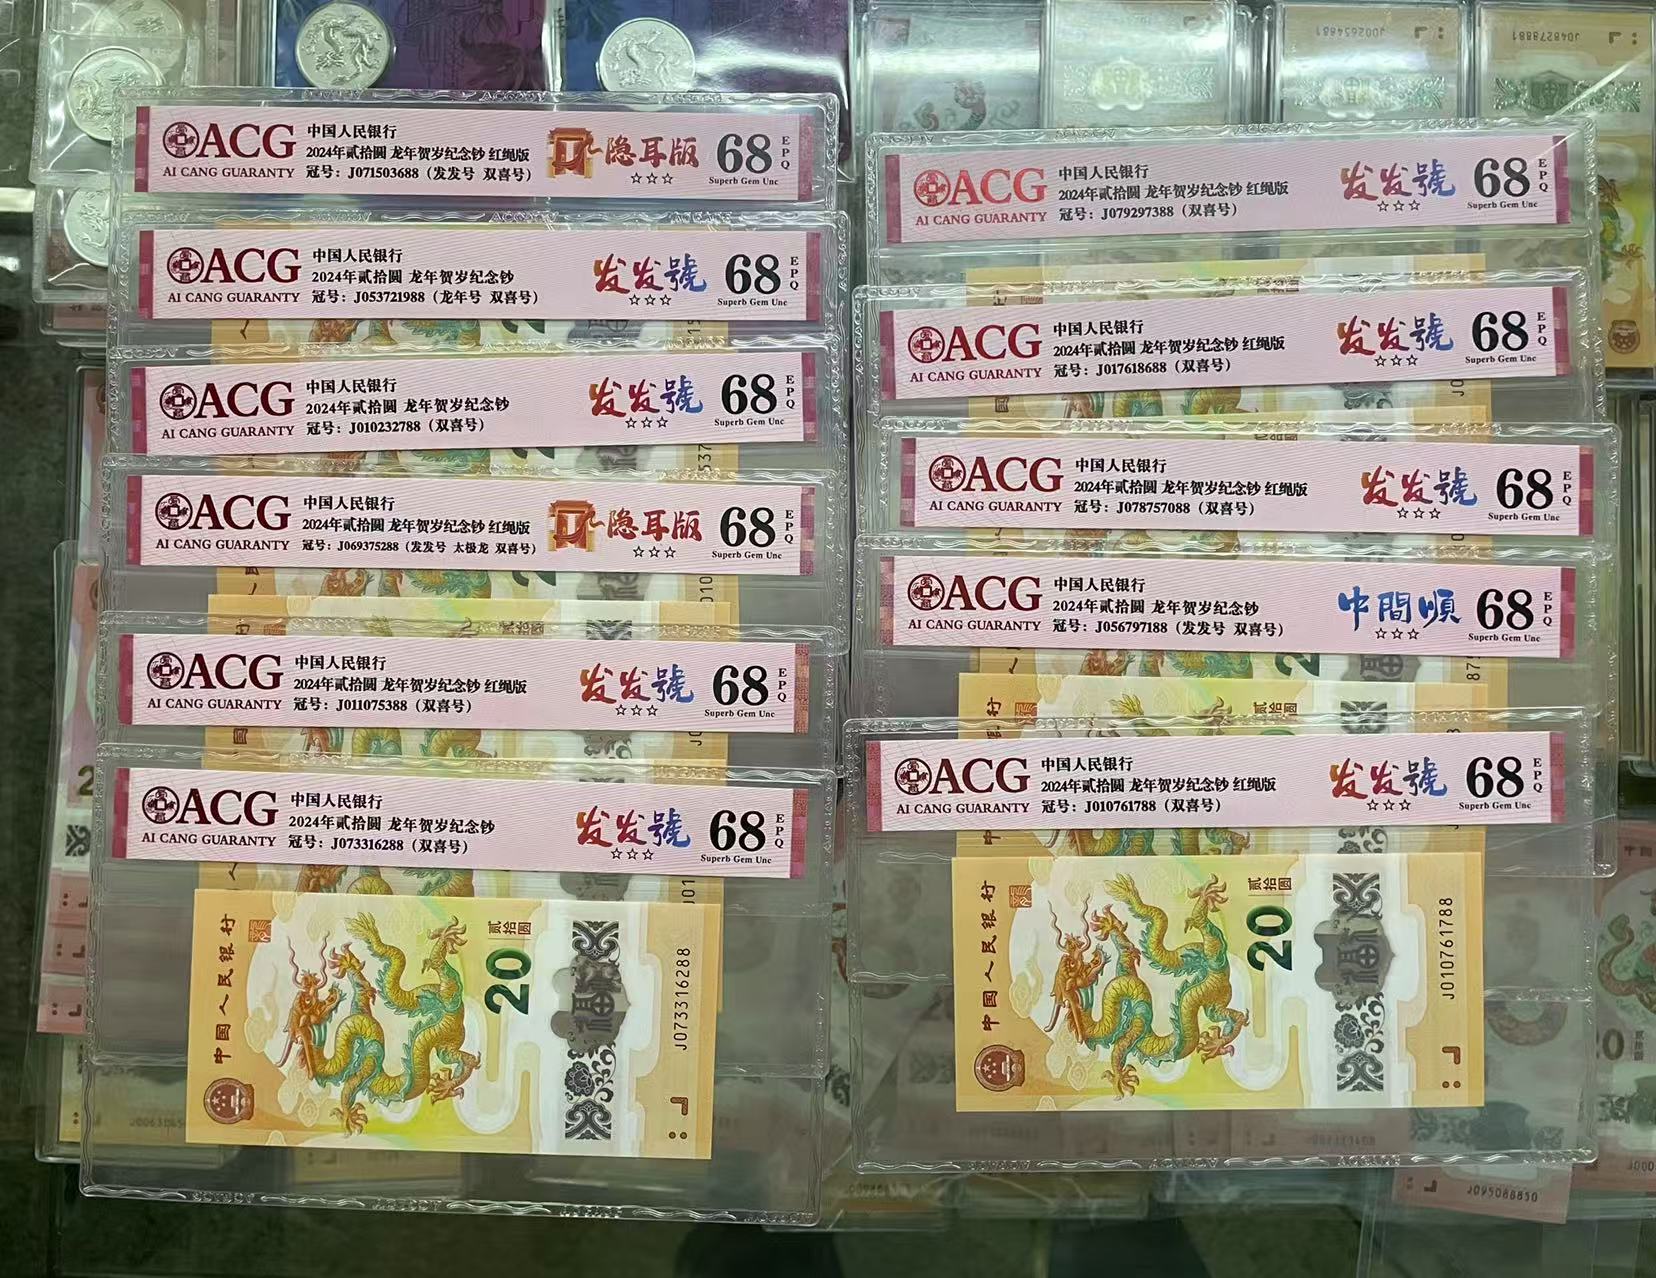 ACG
AI CANG GUARANTY
中国人民银行
2024年贰拾圆 龙年贺岁纪念钞 红绳版
冠号：J071503688（发发号 双喜号）
隐耳版
☆☆☆
68
EPQ
Superb Gem Unc
ACG
AI CANG GUARANTY
中国人民银行
2024年贰拾圆 龙年贺岁纪念钞
冠号：J053721988（龙年号 双喜号）
发发號
☆☆☆
68
EPQ
Superb Gem Unc
ACG
AI CANG GUARANTY
中国人民银行
2024年贰拾圆 龙年贺岁纪念钞
冠号：J010232788（双喜号）
发发號
☆☆☆
68
EPQ
Superb Gem Unc
ACG
AI CANG GUARANTY
中国人民银行
2024年贰拾圆 龙年贺岁纪念钞 红绳版
冠号：J069375288（发发号 太极龙 双喜号）
隐耳版
☆☆☆
68
EPQ
Superb Gem Unc
ACG
AI CANG GUARANTY
中国人民银行
2024年贰拾圆 龙年贺岁纪念钞 红绳版
冠号：J011075388（双喜号）
发发號
☆☆☆
68
EPQ
Superb Gem Unc
ACG
AI CANG GUARANTY
中国人民银行
2024年贰拾圆 龙年贺岁纪念钞
冠号：J073316288（双喜号）
发发號
☆☆☆
68
EPQ
Superb Gem Unc
中国人民银行
贰拾圆
20
J073316288
ACG
AI CANG GUARANTY
中国人民银行
2024年贰拾圆 龙年贺岁纪念钞 红绳版
冠号：J079297388（双喜号）
发发號
☆☆☆
68
EPQ
Superb Gem Unc
ACG
AI CANG GUARANTY
中国人民银行
2024年贰拾圆 龙年贺岁纪念钞 红绳版
冠号：J017618688（双喜号）
发发號
☆☆☆
68
EPQ
Superb Gem Unc
ACG
AI CANG GUARANTY
中国人民银行
2024年贰拾圆 龙年贺岁纪念钞 红绳版
冠号：J078757088（双喜号）
发发號
☆☆☆
68
EPQ
Superb Gem Unc
ACG
AI CANG GUARANTY
中国人民银行
2024年贰拾圆 龙年贺岁纪念钞
冠号：J056797188（发发号 双喜号）
中間順
☆☆☆
68
EPQ
Superb Gem Unc
ACG
AI CANG GUARANTY
中国人民银行
2024年贰拾圆 龙年贺岁纪念钞 红绳版
冠号：J010761788（双喜号）
发发號
☆☆☆
68
EPQ
Superb Gem Unc
中国人民银行
贰拾圆
20
福
J010761788
J002654881
J048278881
J095088850